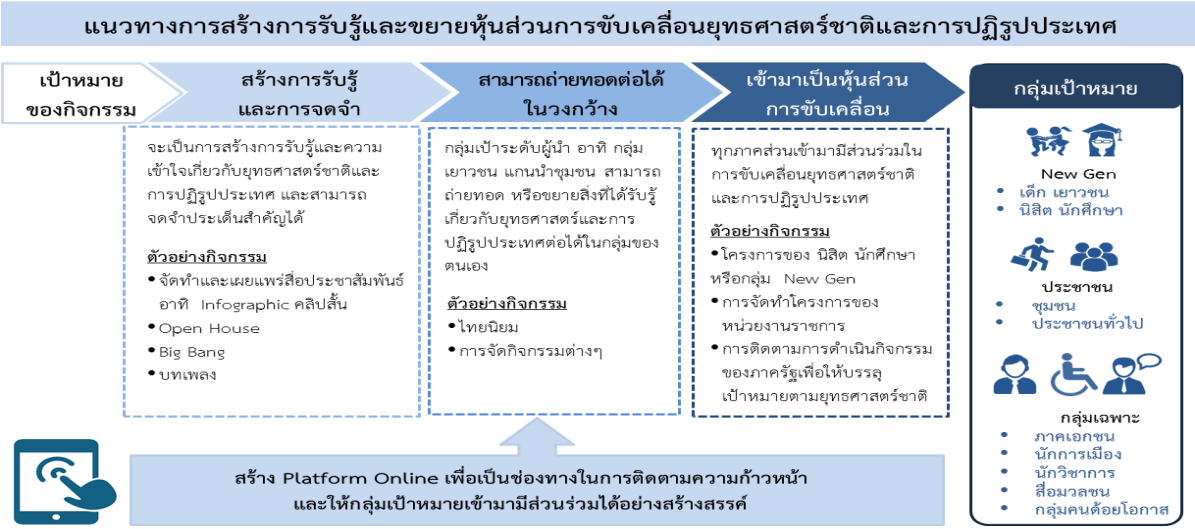 แนวทางการสร้างการรับรู้และขยายหุ้นส่วนการขับเคลื่อนยุทธศาสตร์ชาติและการปฏิรูปประเทศ
เป้าหมาย
ของกิจกรรม
สร้างการรับรู้
และการจดจำ
สามารถถ่ายทอดต่อได้
ในวงกว้าง
เข้ามาเป็นหุ้นส่วน
การขับเคลื่อน
จะเป็นการสร้างการรับรู้และความ
เข้าใจเกี่ยวกับยุทธศาสตร์ชาติและ
การปฏิรูปประเทศ และสามารถ
จดจำประเด็นสำคัญได้
ตัวอย่างกิจกรรม
• จัดทำและเผยแพร่สื่อประชาสัมพันธ์
อาทิ Infographic คลิปสั้น
• Open House
• Big Bang
• บทเพลง
กลุ่มเป้าระดับผู้นำ อาทิ กลุ่ม
เยาวชน แกนนำชุมชน สามารถ
ถ่ายทอด หรือขยายสิ่งที่ได้รับรู้
เกี่ยวกับยุทธศาสตร์และการ
ปฏิรูปประเทศต่อได้ในกลุ่มของ
ตนเอง
ตัวอย่างกิจกรรม
• ไทยนิยม
• การจัดกิจกรรมต่างๆ
ทุกภาคส่วนเข้ามามีส่วนร่วมใน
การขับเคลื่อนยุทธศาสตร์ชาติ
และการปฏิรูปประเทศ
ตัวอย่างกิจกรรม
• โครงการของ นิสิต นักศึกษา
หรือกลุ่ม New Gen
• การจัดทำโครงการของ
หน่วยงานราชการ
• การติดตามการดำเนินกิจกรรม
ของภาครัฐเพื่อให้บรรลุ
เป้าหมายตามยุทธศาสตร์ชาติ
กลุ่มเป้าหมาย
New Gen
• เด็ก เยาวชน
• นิสิต นักศึกษา
ประชาชน
• ชุมชน
• ประชาชนทั่วไป
กลุ่มเฉพาะ
• ภาคเอกชน
• นักการเมือง
• นักวิชาการ
• สื่อมวลชน
• กลุ่มคนด้อยโอกาส
สร้าง Platform Online เพื่อเป็นช่องทางในการติดตามความก้าวหน้า
และให้กลุ่มเป้าหมายเข้ามามีส่วนร่วมได้อย่างสร้างสรรค์